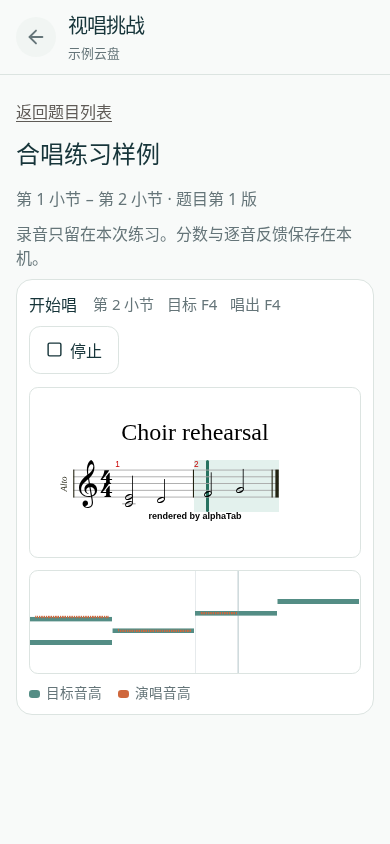 视唱挑战
示例云盘
返回题目列表
合唱练习样例
第 1 小节 – 第 2 小节 · 题目第 1 版
录音只留在本次练习。分数与逐音反馈保存在本
机。
开始唱 第 2 小节 目标 F4 唱出 F4
停止
Choir rehearsal
1 2
Alto
4
4
rendered by alphaTab
目标音高 演唱音高